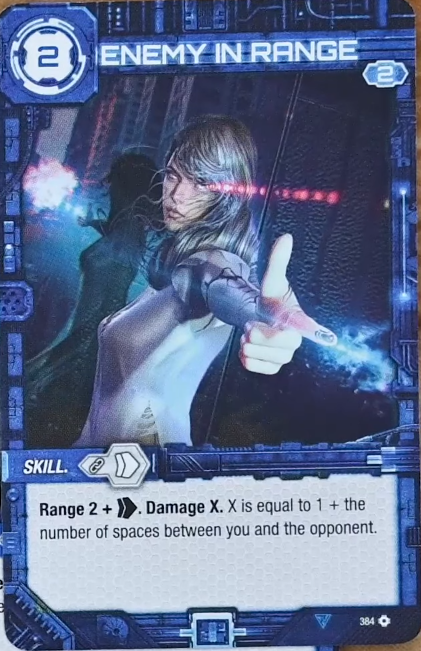 2
ENEMY IN RANGE
2
SKILL.
Range 2 + . Damage X. X is equal to 1 + the
number of spaces between you and the opponent.
384